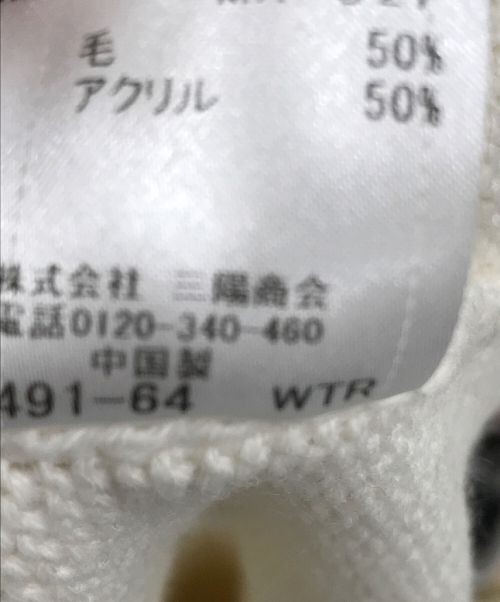 毛 50%
アクリル 50%
株式会社 三陽商会
電話0120-340-460
中国製
491-64 WTR